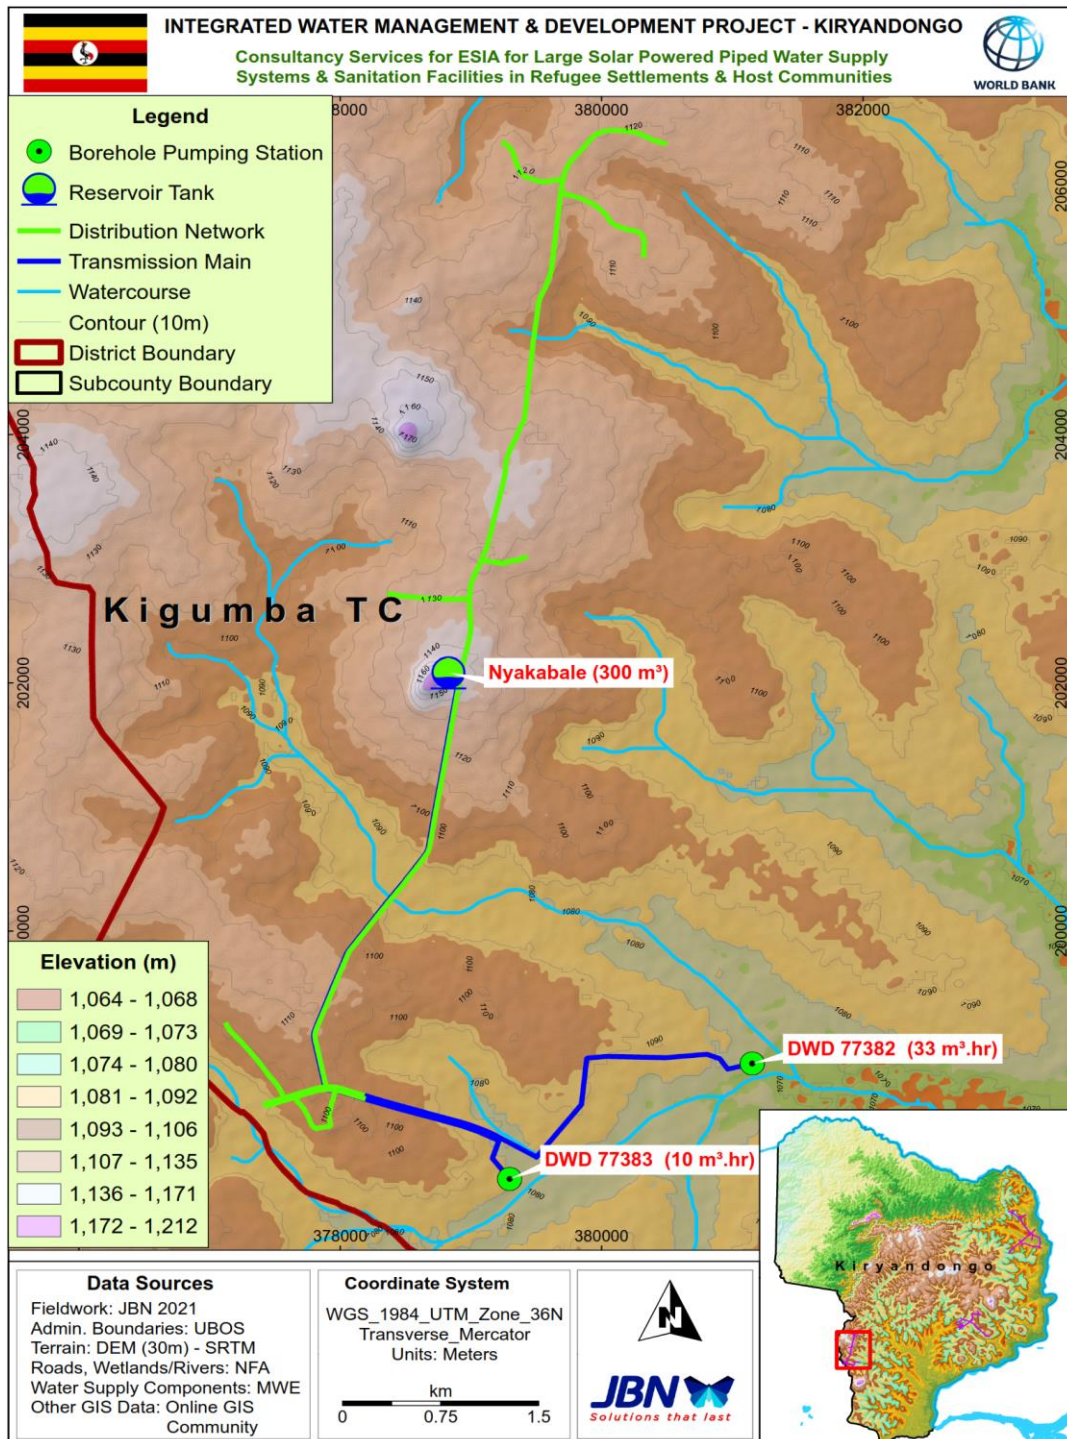 INTEGRATED WATER MANAGEMENT & DEVELOPMENT PROJECT - KIRYANDONGO
Consultancy Services for ESIA for Large Solar Powered Piped Water Supply
Systems & Sanitation Facilities in Refugee Settlements & Host Communities
WORLD BANK
8000
380000
382000
Legend
Borehole Pumping Station
Reservoir Tank
Distribution Network
Transmission Main
Watercourse
Contour (10m)
District Boundary
Subcounty Boundary
206000
204000
204000
Kigumba TC
Nyakabale (300 m³)
202000
202000
0000
200000
Elevation (m)
1,064 - 1,068
1,069 - 1,073
1,074 - 1,080
1,081 - 1,092
1,093 - 1,106
1,107 - 1,135
1,136 - 1,171
1,172 - 1,212
DWD 77382 (33 m³.hr)
DWD 77383 (10 m³.hr)
378000
380000
Kiryandongo
Data Sources
Fieldwork: JBN 2021
Admin. Boundaries: UBOS
Terrain: DEM (30m) - SRTM
Roads, Wetlands/Rivers: NFA
Water Supply Components: MWE
Other GIS Data: Online GIS
Community
Coordinate System
WGS_1984_UTM_Zone_36N
Transverse_Mercator
Units: Meters
km
0 0.75 1.5
N
JBN
Solutions that last